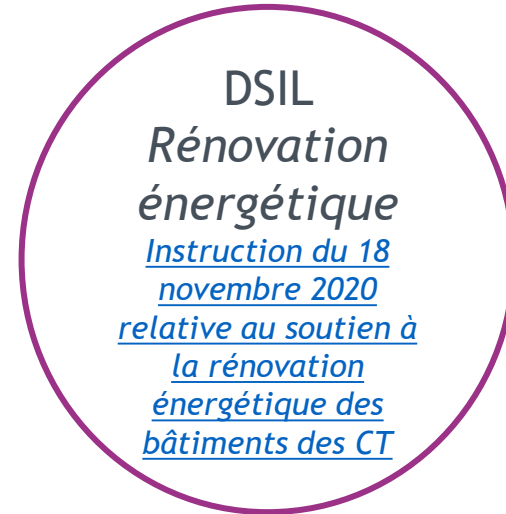 DSIL
Rénovation
énergétique
Instruction du 18
novembre 2020
relative au soutien à
la rénovation
énergétique des
bâtiments des CT